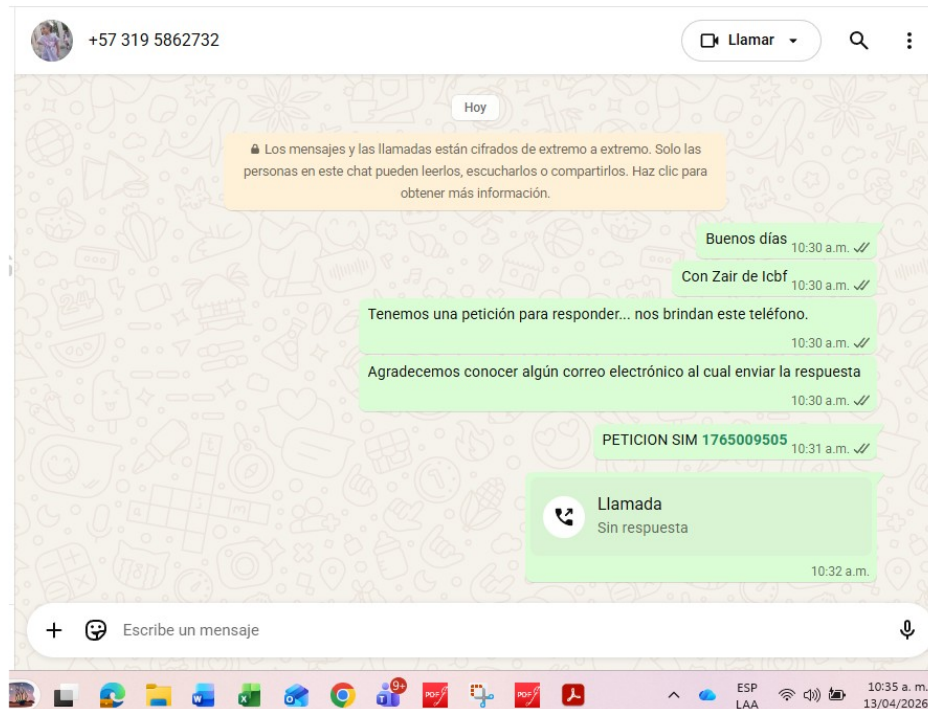 +57 319 5862732
Llamar
Hoy
Los mensajes y las llamadas están cifrados de extremo a extremo. Solo las
personas en este chat pueden leerlos, escucharlos o compartirlos. Haz clic para
obtener más información.
Buenos días 10:30 a.m.
Con Zair de Icbf 10:30 a.m.
Tenemos una petición para responder... nos brindan este teléfono.
10:30 a.m.
Agradecemos conocer algún correo electrónico al cual enviar la respuesta
10:30 a.m.
PETICION SIM 1765009505 10:31 a.m.
Llamada
Sin respuesta
10:32 a.m.
Escribe un mensaje
9+
PDF
PDF
ESP
LAA
10:35 a. m.
13/04/2026